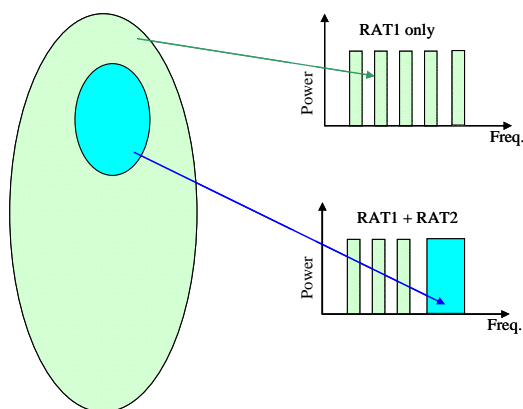 RAT1 only
Power
Freq.
RAT1 + RAT2
Power
Freq.